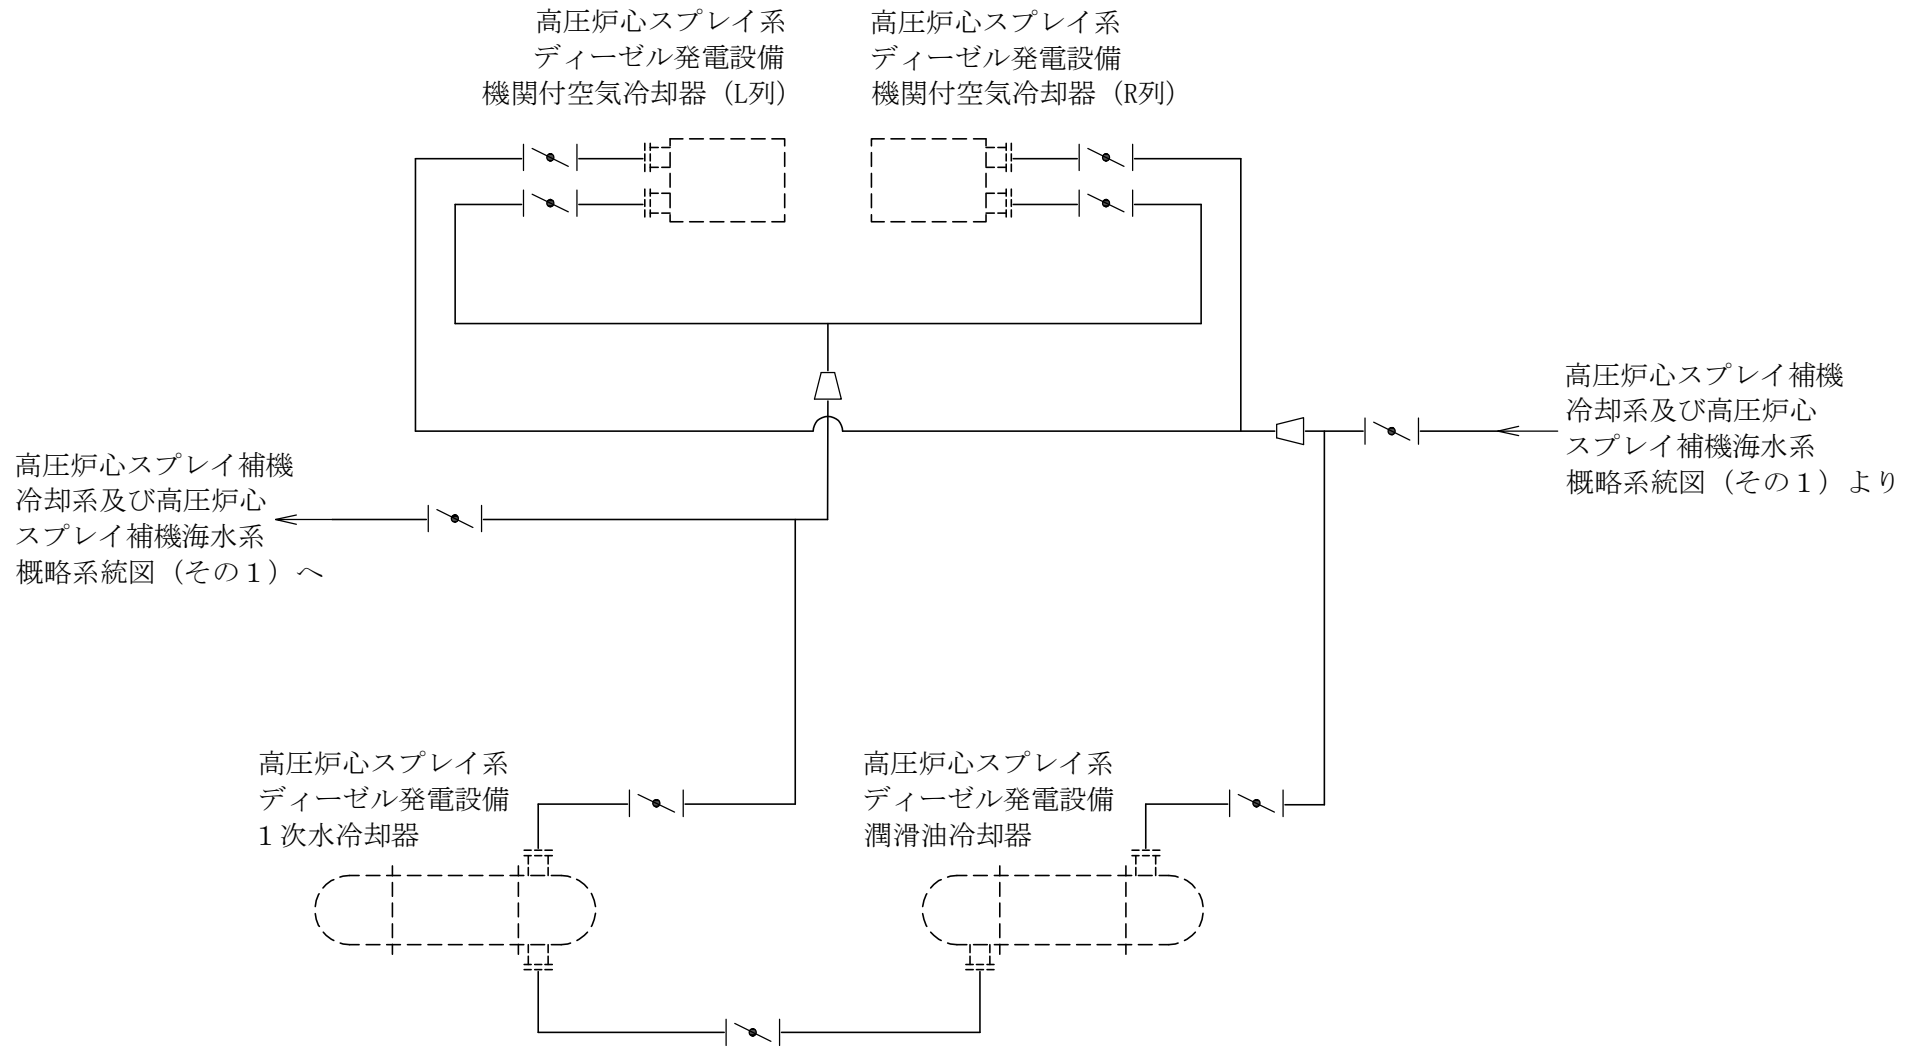 高圧炉心スプレイ系
ディーゼル発電設備
機関付空気冷却器（L列）
高圧炉心スプレイ系
ディーゼル発電設備
機関付空気冷却器（R列）
高圧炉心スプレイ補機
冷却系及び高圧炉心
スプレイ補機海水系
概略系統図（その１）より
高圧炉心スプレイ補機
冷却系及び高圧炉心
スプレイ補機海水系
概略系統図（その１）へ
高圧炉心スプレイ系
ディーゼル発電設備
１次水冷却器
高圧炉心スプレイ系
ディーゼル発電設備
潤滑油冷却器